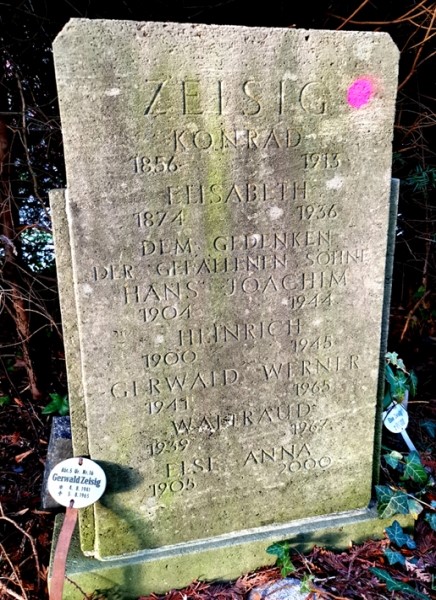 ZEISIG
KONRAD
1856 1913
ELISABETH
1874 1936
DEM GEDENKEN
DER GEFALLENEN SÖHNE
HANS JOACHIM
1904 1944
HEINRICH
1900 1945
GERWALD WERNER
1941 1965
WALTRAUD
1939 1967
ELSE ANNA
1905 2000
Gerwald Zeisig